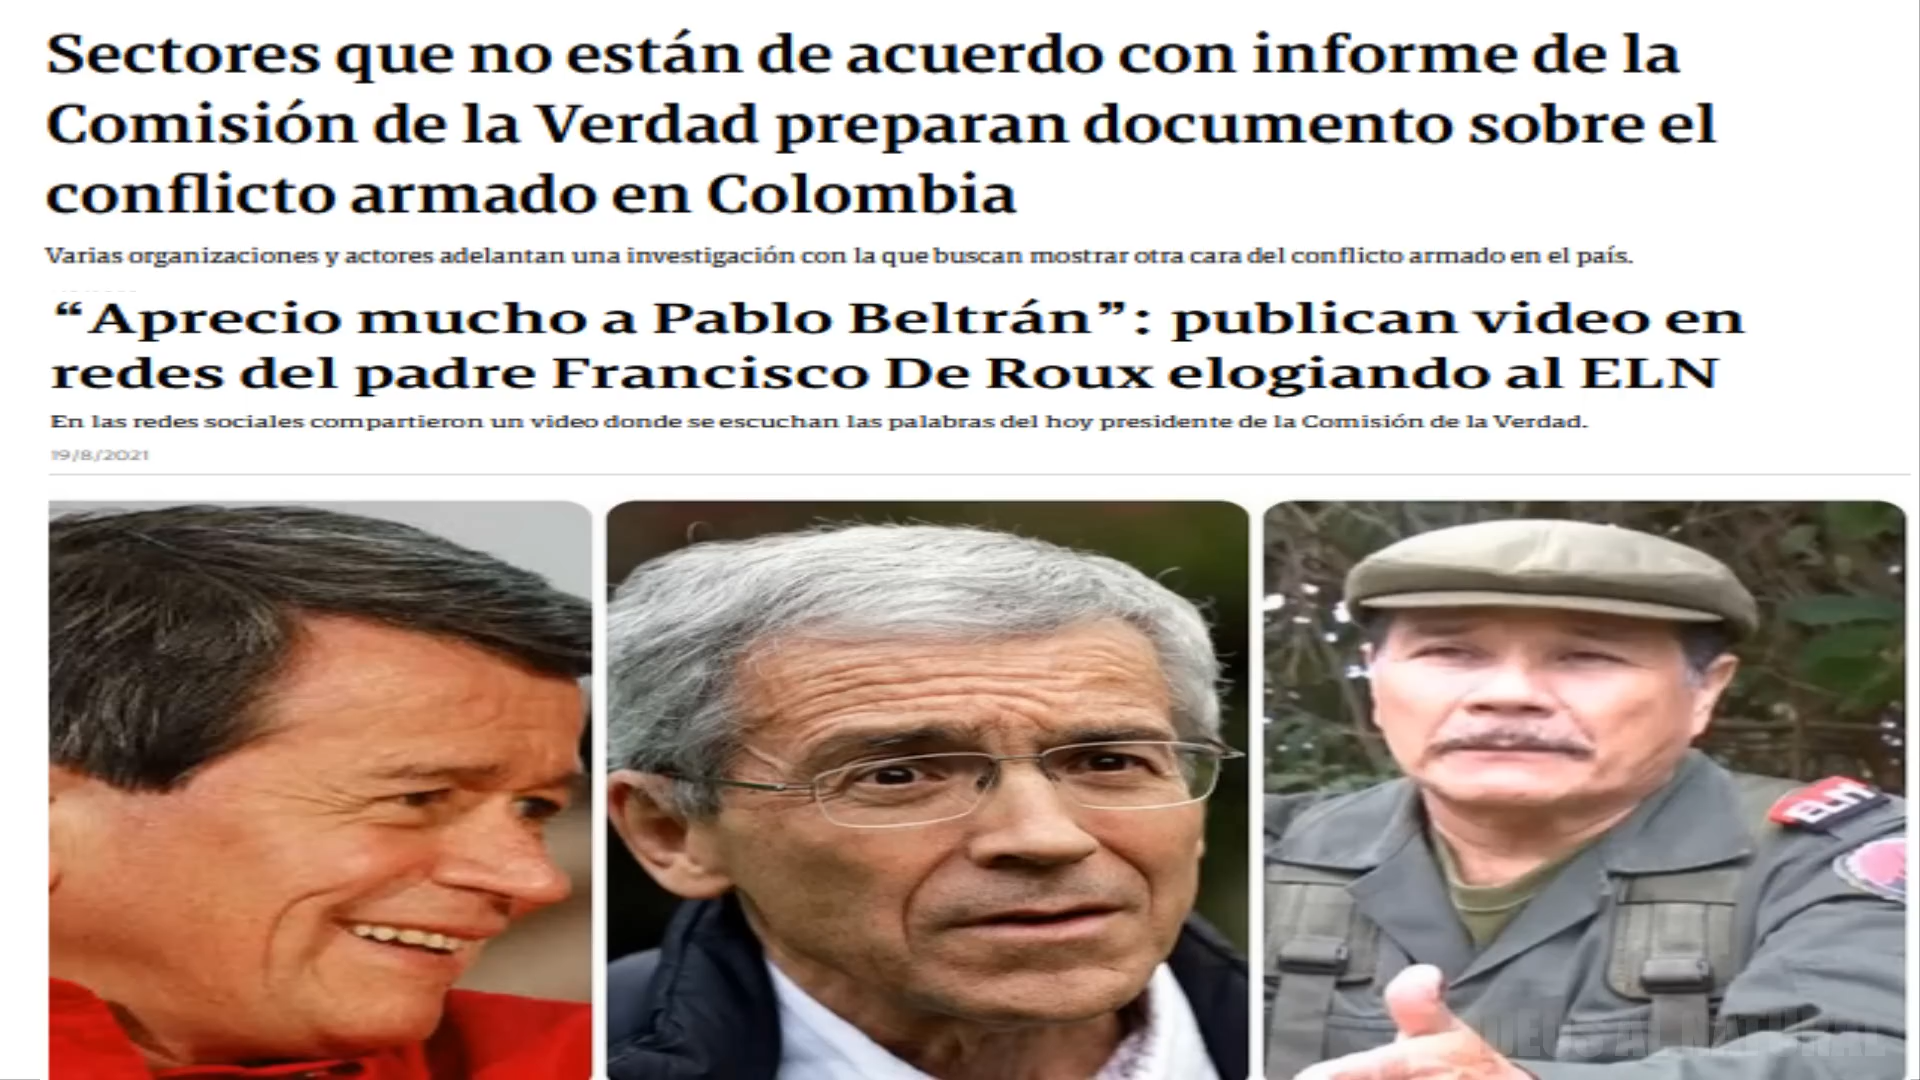 Sectores que no están de acuerdo con informe de la
Comisión de la Verdad preparan documento sobre el
conflicto armado en Colombia
Varias organizaciones y actores adelantan una investigación con la que buscan mostrar otra cara del conflicto armado en el país.
“Aprecio mucho a Pablo Beltrán”: publican video en
redes del padre Francisco De Roux elogiando al ELN
En las redes sociales compartieron un video donde se escuchan las palabras del hoy presidente de la Comisión de la Verdad.
19/8/2021
ELN
AL NATURAL